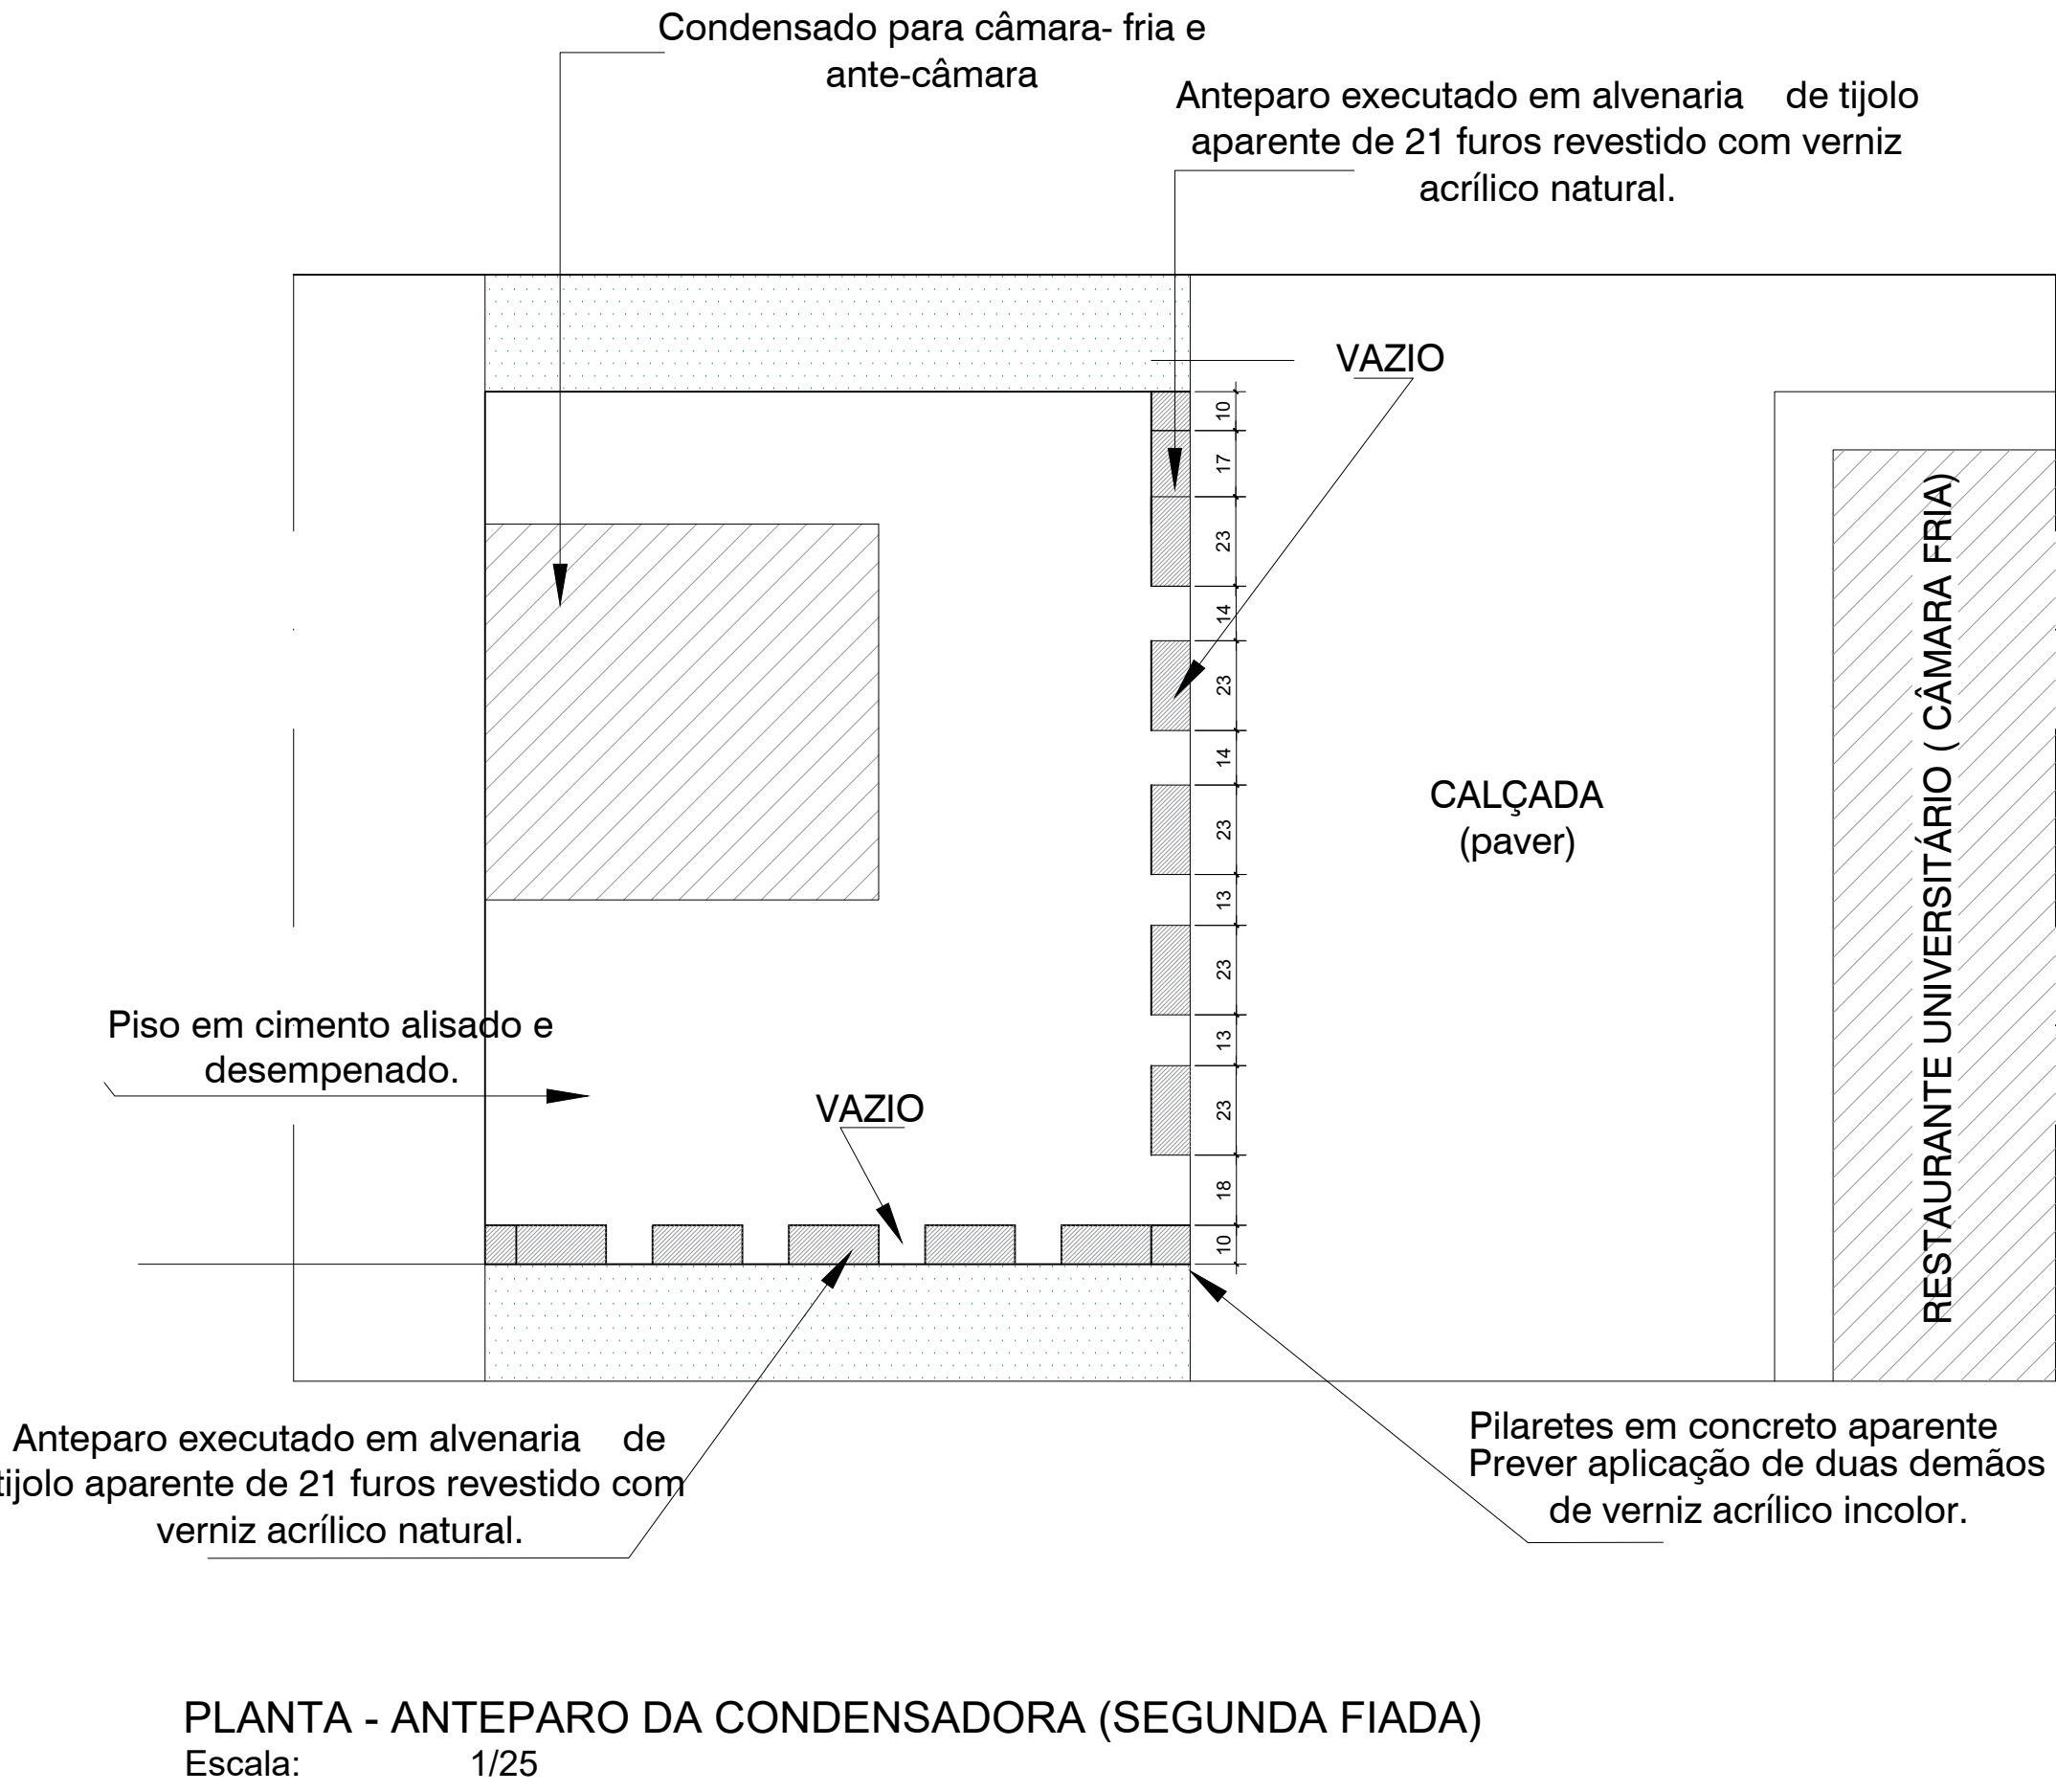 Condensado para câmara- fria e
ante-câmara
Anteparo executado em alvenaria de tijolo
aparente de 21 furos revestido com verniz
acrílico natural.
VAZIO
10
17
23
14
23
14
23
13
23
13
23
18
10
CALÇADA
(paver)
RESTAURANTE UNIVERSITÁRIO ( CÂMARA FRIA)
Piso em cimento alisado e
desempenado.
VAZIO
Anteparo executado em alvenaria de
tijolo aparente de 21 furos revestido com
verniz acrílico natural.
Pilaretes em concreto aparente
Prever aplicação de duas demãos
de verniz acrílico incolor.
PLANTA - ANTEPARO DA CONDENSADORA (SEGUNDA FIADA)
Escala: 1/25